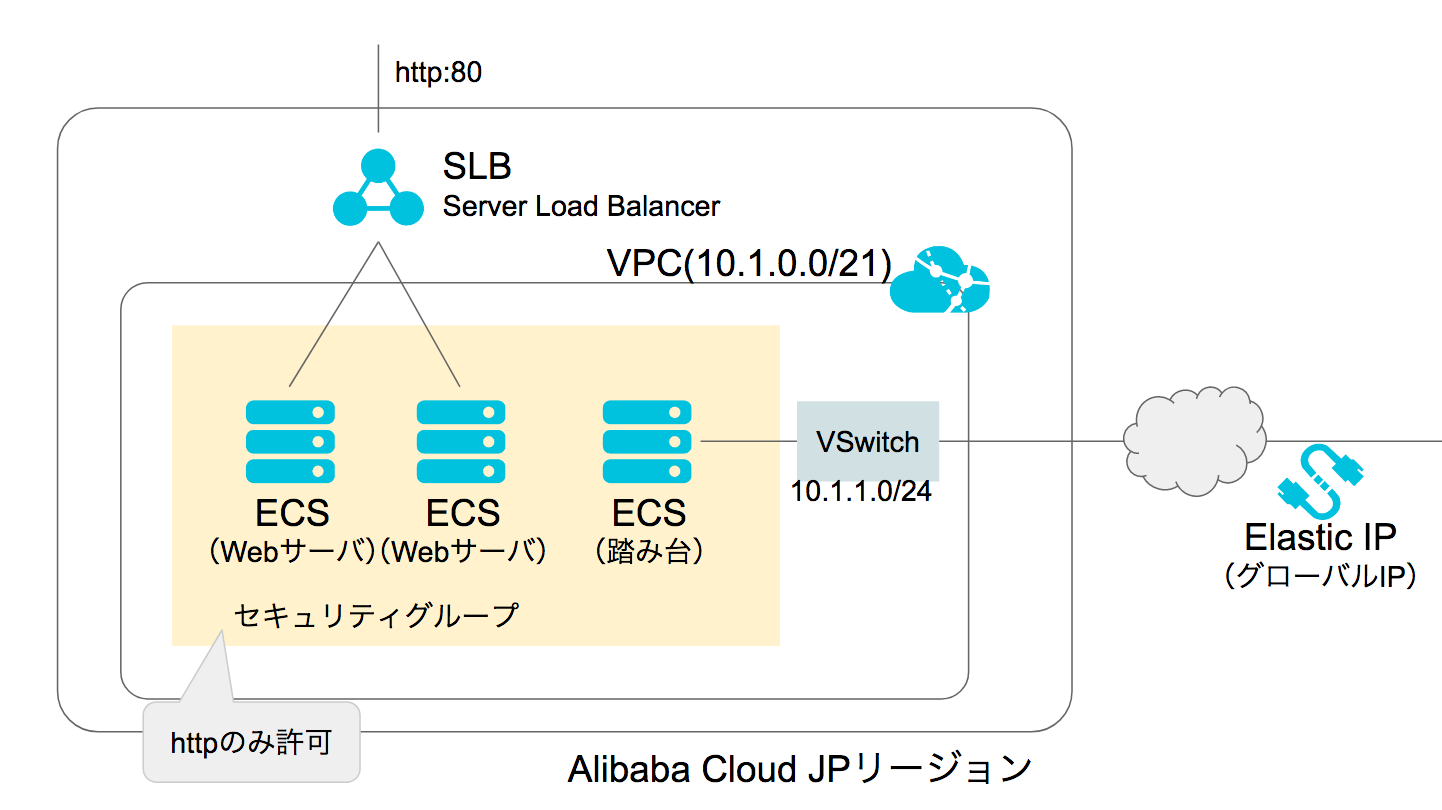 http:80
SLB
Server Load Balancer
VPC(10.1.0.0/21)
VSwitch
10.1.1.0/24
ECS
(Webサーバ)
ECS
(Webサーバ)
ECS
(踏み台)
セキュリティグループ
httpのみ許可
Elastic IP
(グローバルIP)
Alibaba Cloud JPリージョン